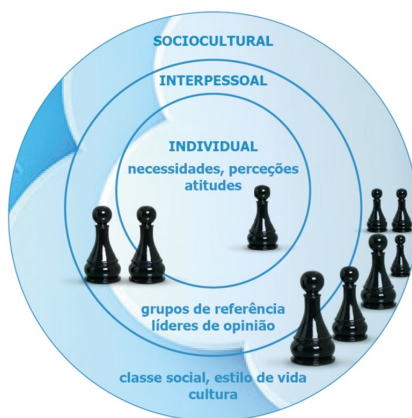 SOCIOCULTURAL
INTERPESSOAL
INDIVIDUAL
necessidades, perceções
atitudes
grupos de referência
líderes de opinião
classe social, estilo de vida
cultura